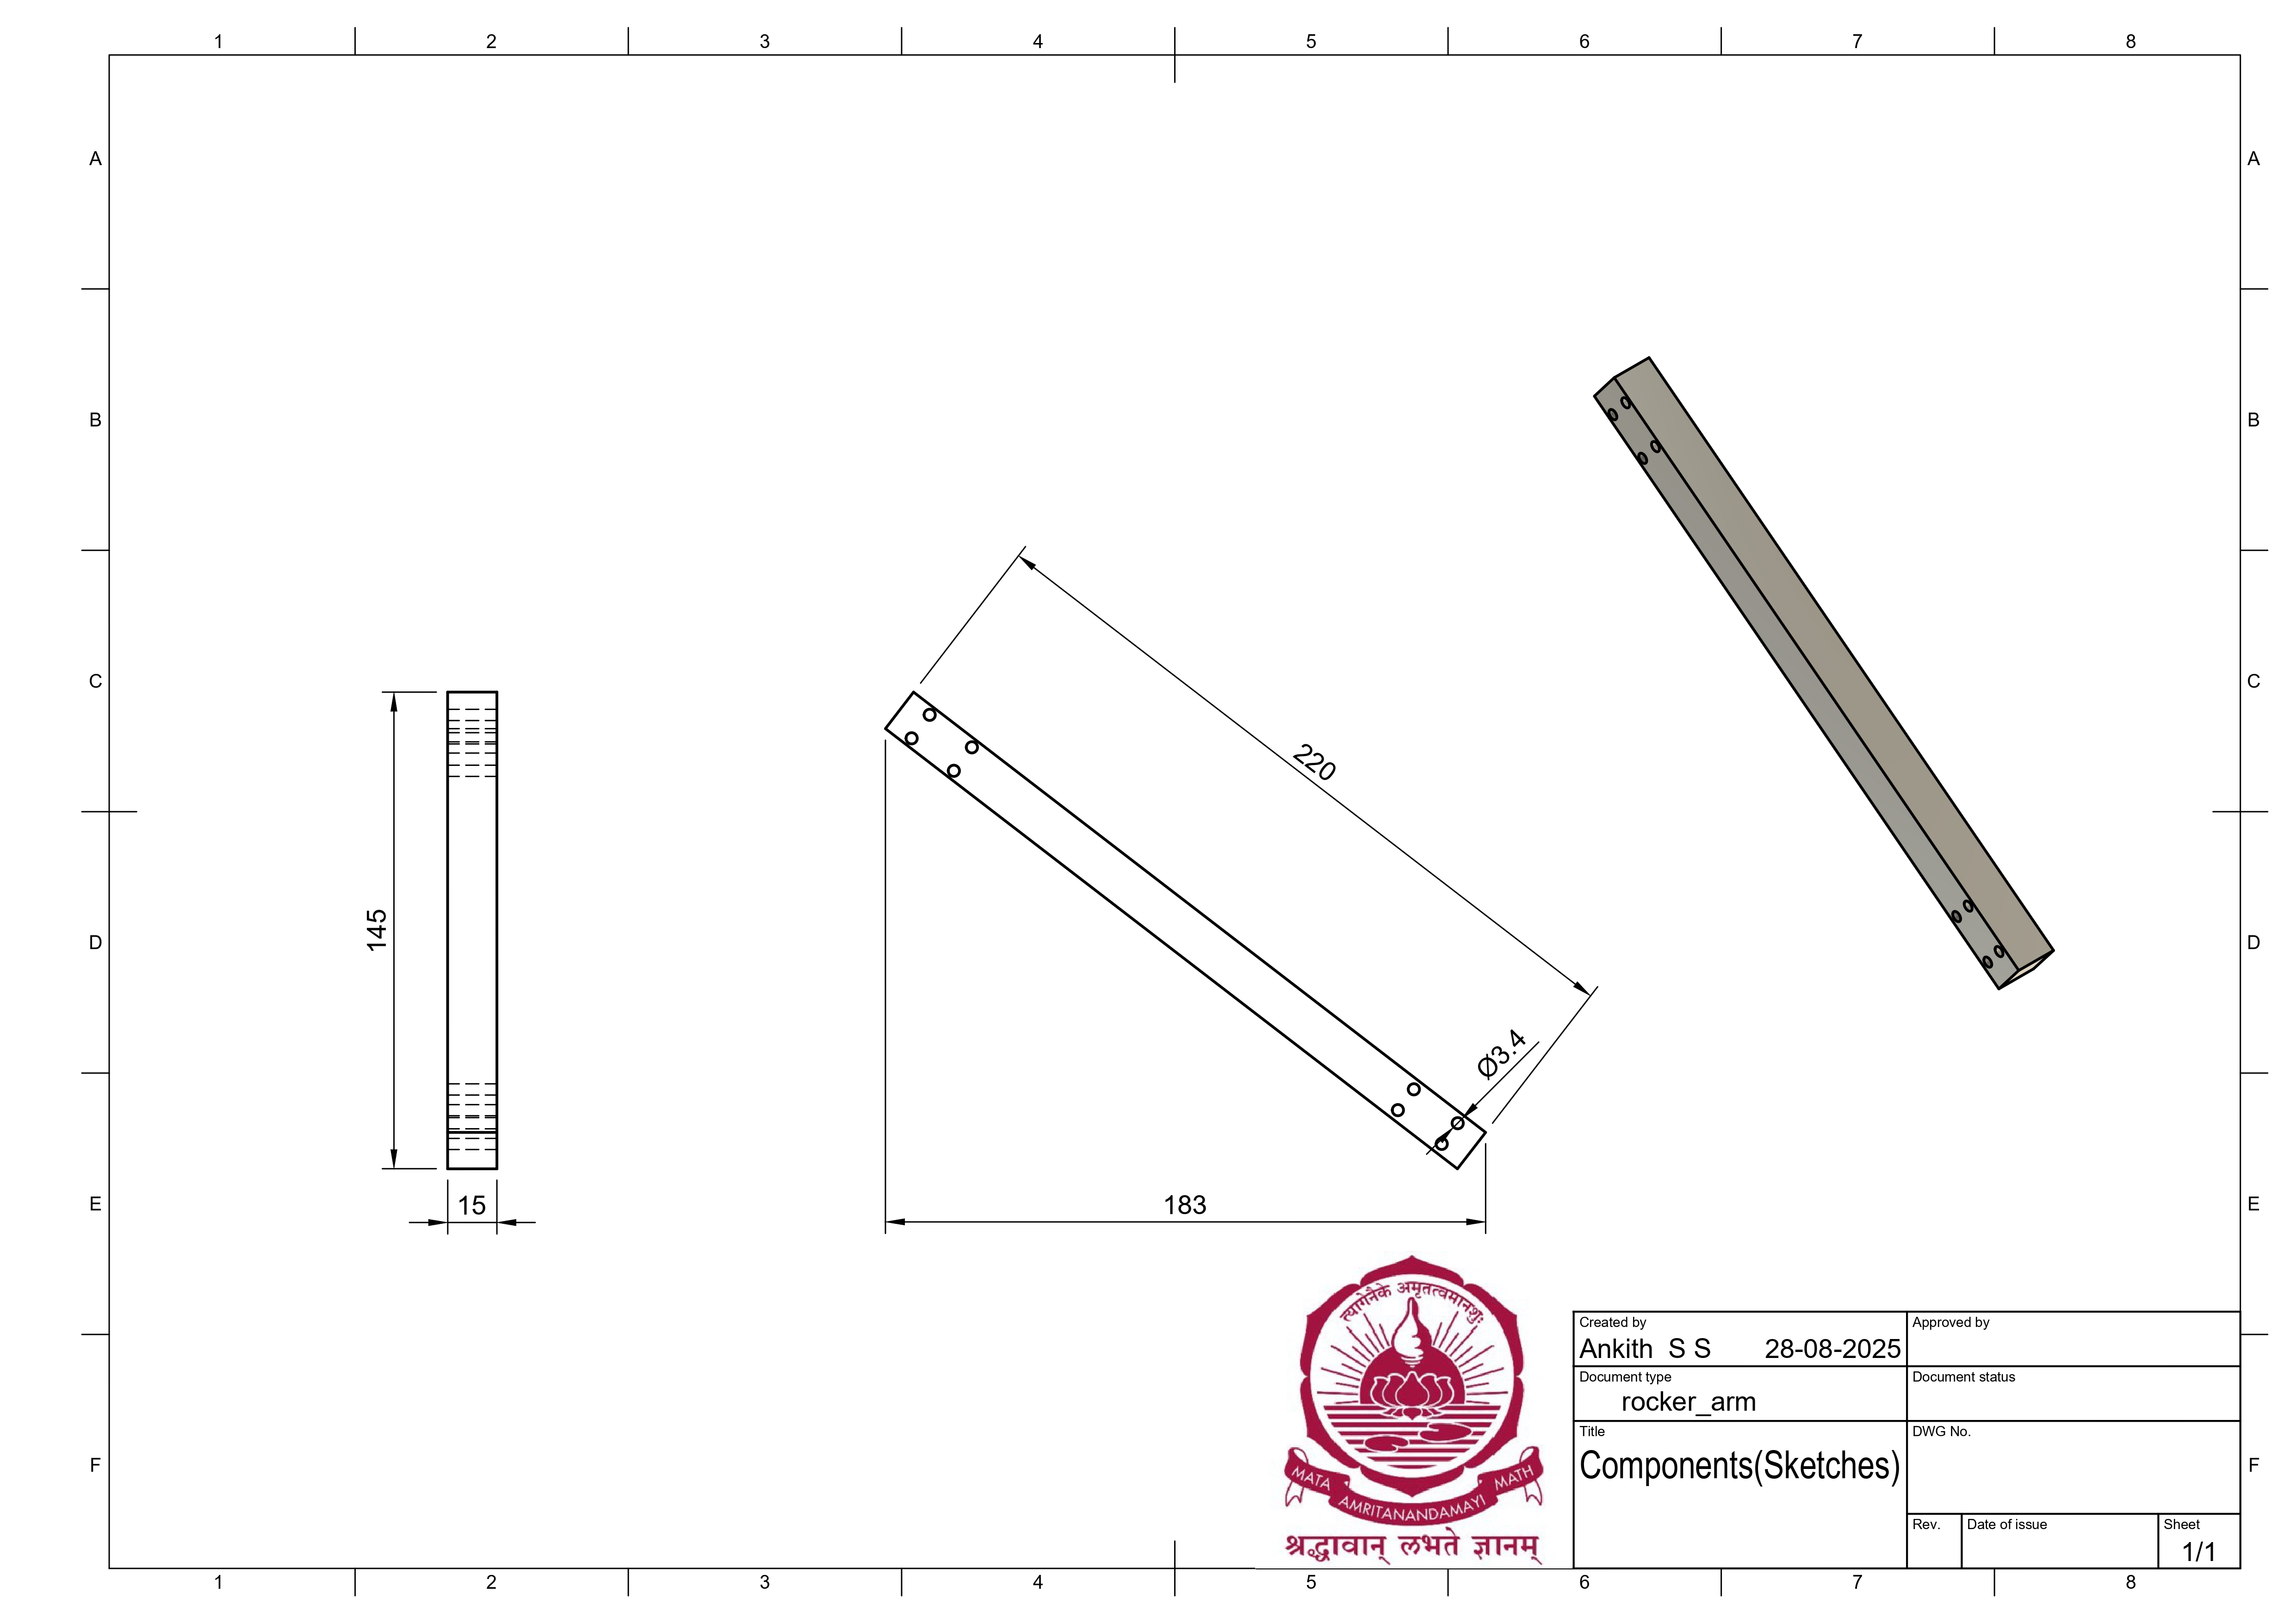 1 2 3 4 5 6 7 8
A A
B B
C C
D D
E E
F F
220
145
Ø3.4
15
183
त्यागेनैके अमृतत्वमानशुः
MATA AMRITANANDAMAYI MATH
श्रद्धावान् लभते ज्ञानम्
Created by
Ankith S S 28-08-2025
Approved by
Document type
rocker_arm
Document status
Title
Components(Sketches)
DWG No.
Rev. Date of issue Sheet
1/1
1 2 3 4 5 6 7 8